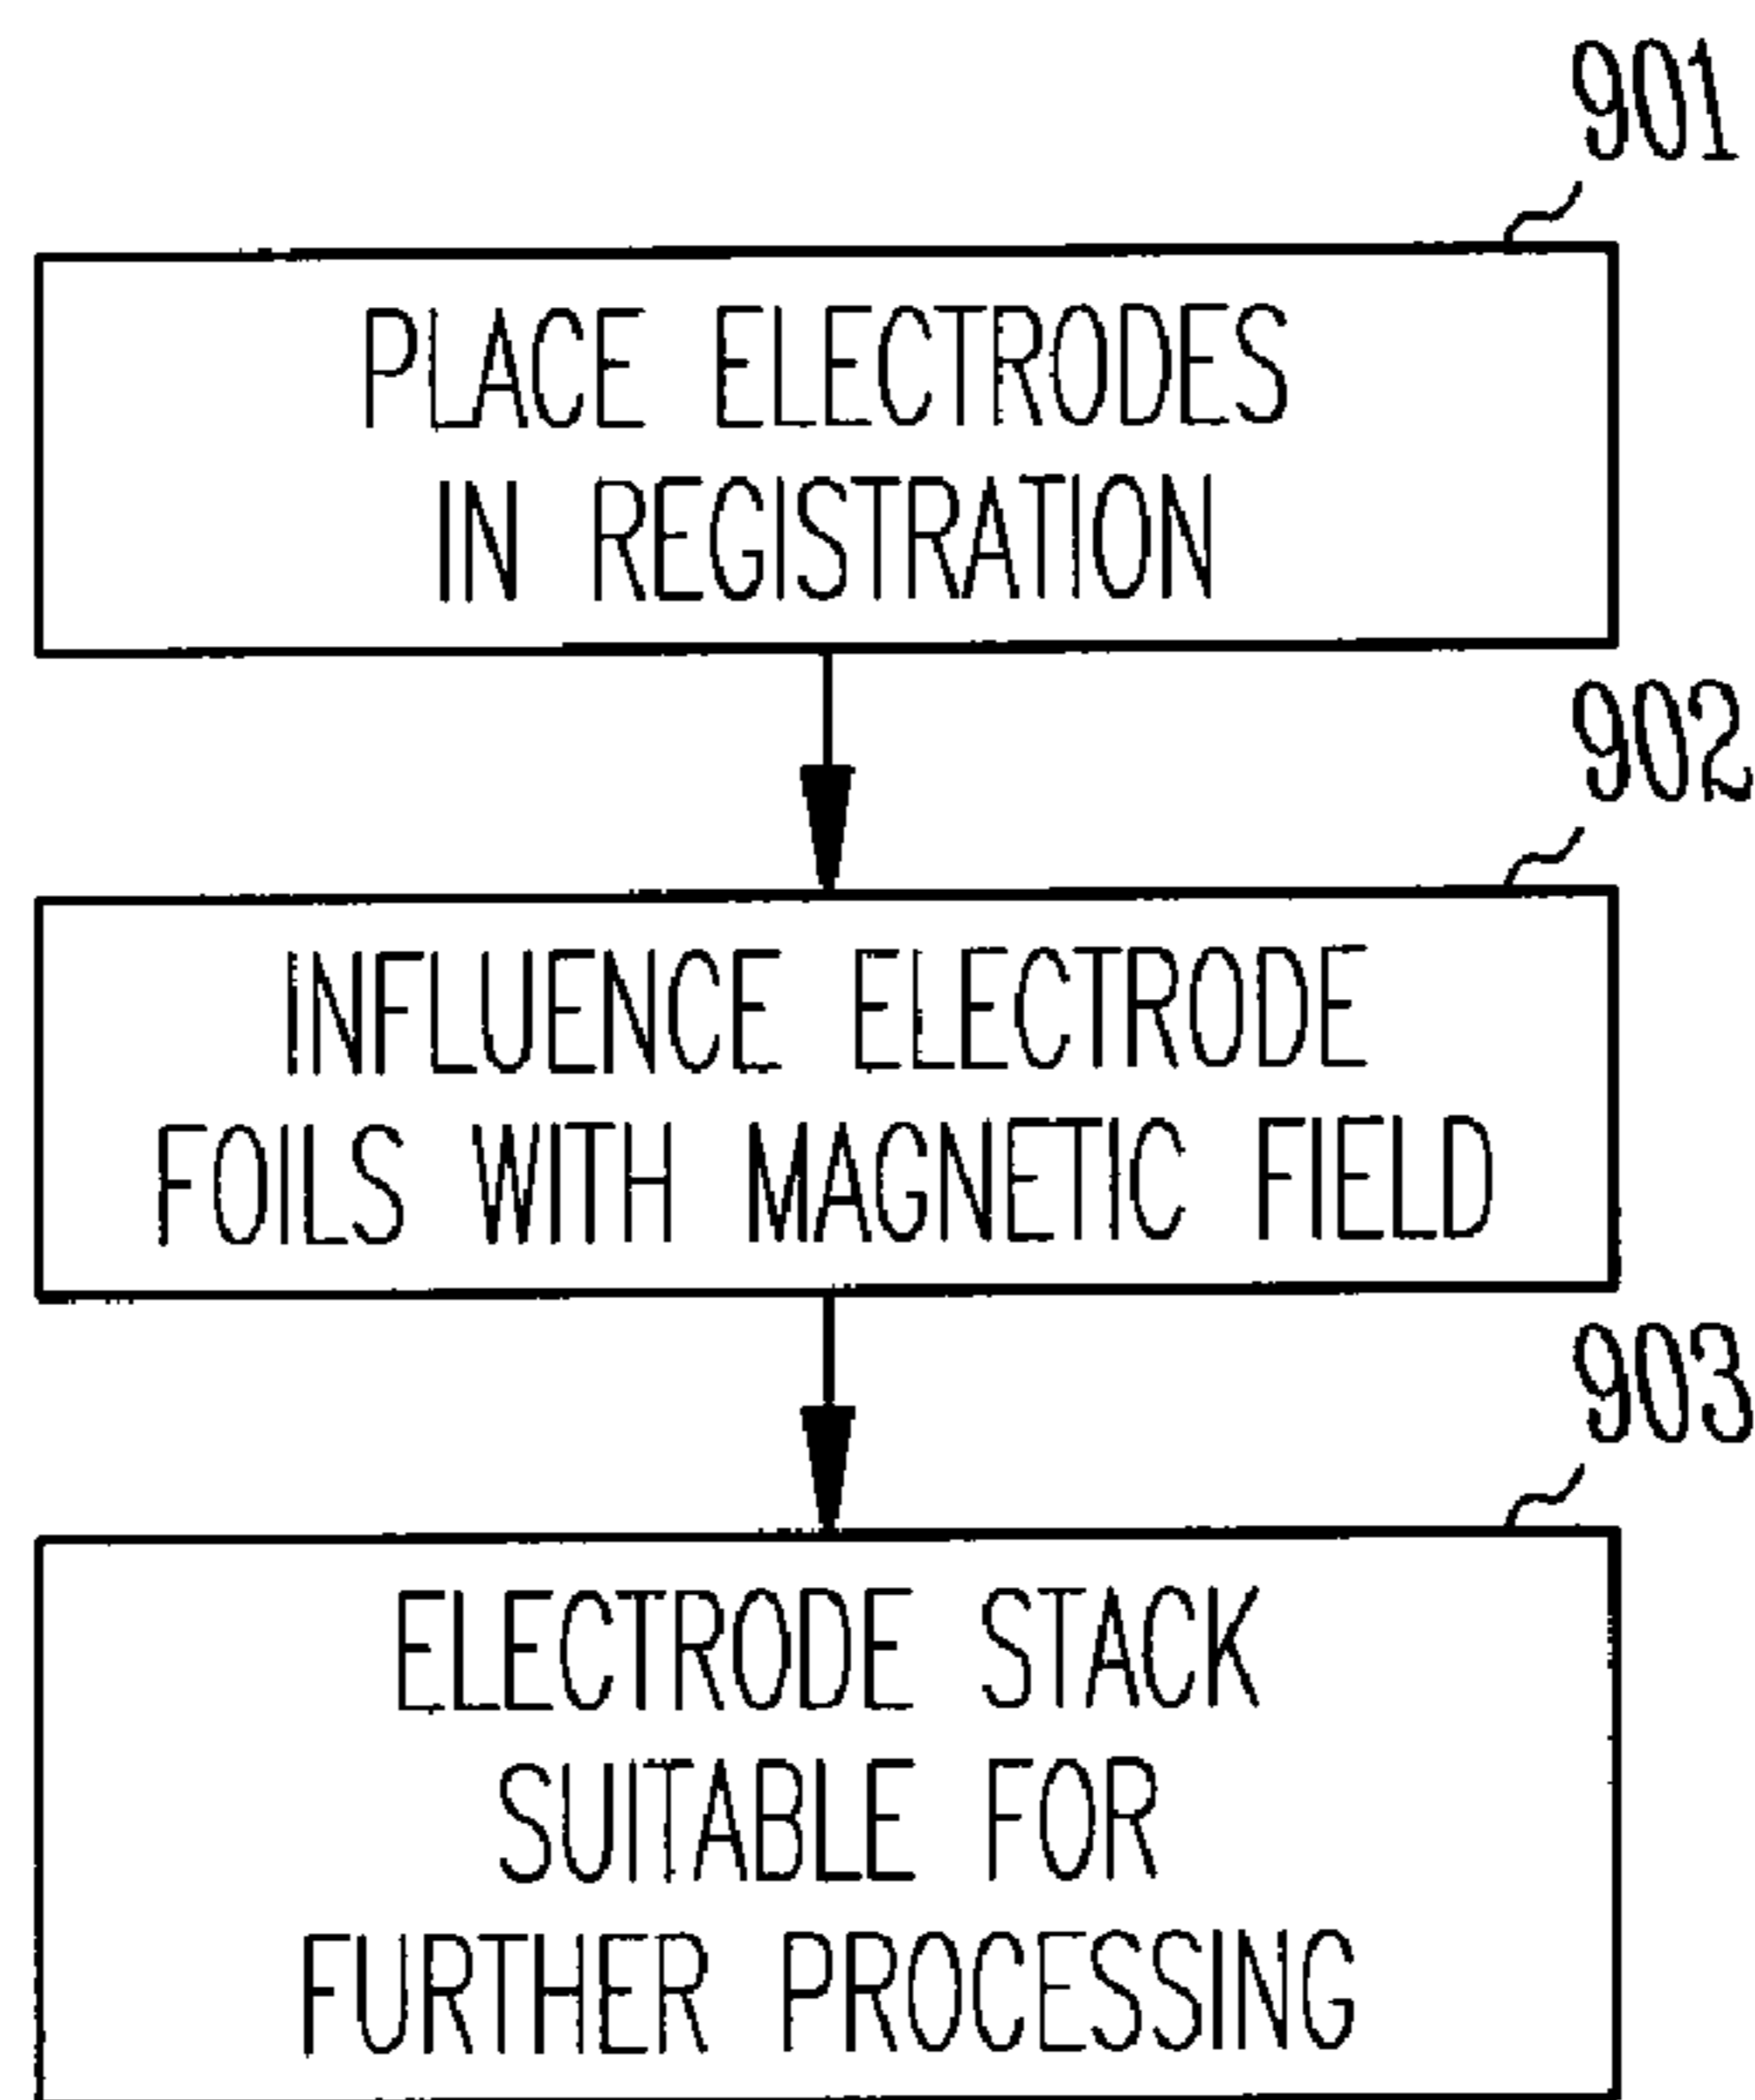 901
PLACE ELECTRODES
IN REGISTRATION
902
INFLUENCE ELECTRODE
FOILS WITH MAGNETIC FIELD
903
ELECTRODE STACK
SUITABLE FOR
FURTHER PROCESSING